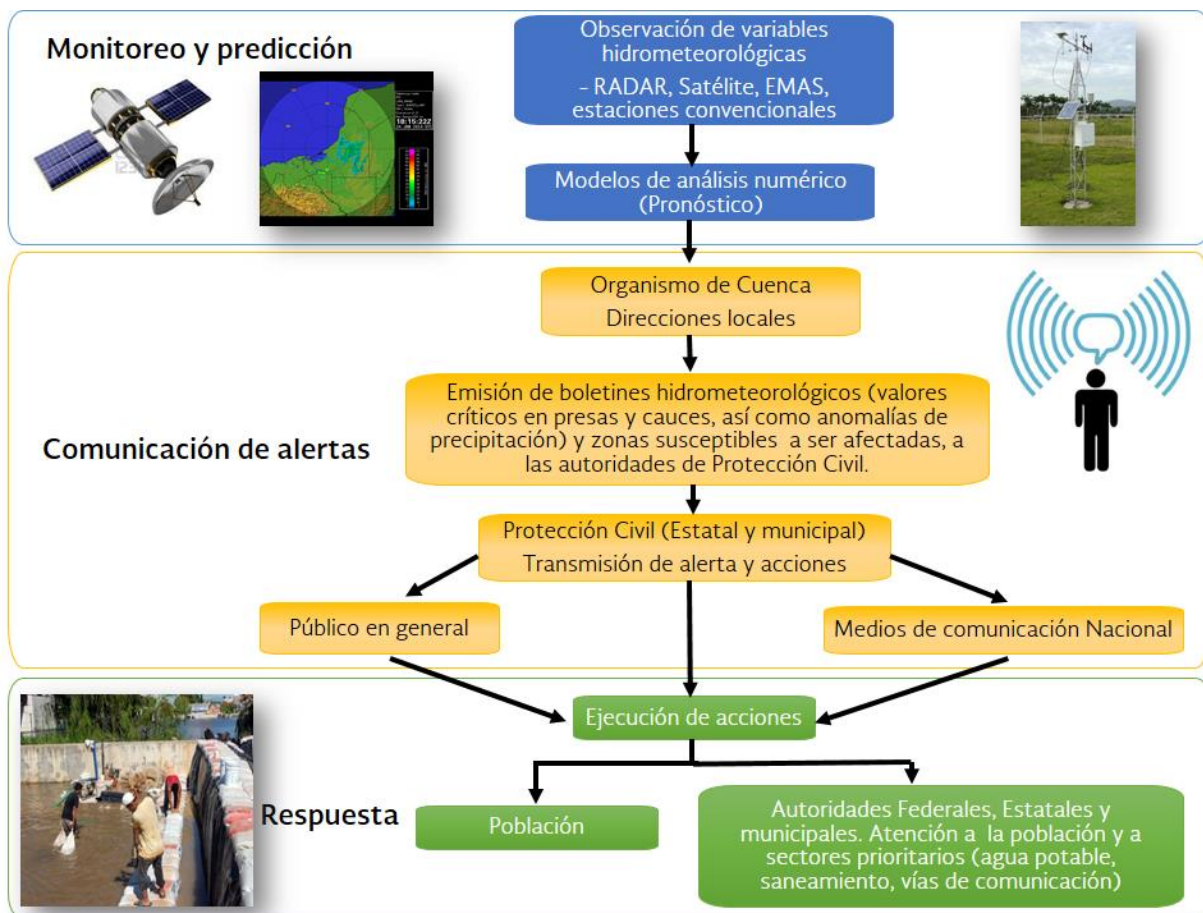 Monitoreo y predicción
Observación de variables
hidrometeorológicas
- RADAR, Satélite, EMAS,
estaciones convencionales
18:15:22Z
Modelos de análisis numérico
(Pronóstico)
Organismo de Cuenca
Direcciones locales
Comunicación de alertas
Emisión de boletines hidrometeorológicos (valores
críticos en presas y cauces, así como anomalías de
precipitación) y zonas susceptibles a ser afectadas, a
las autoridades de Protección Civil.
Protección Civil (Estatal y municipal)
Transmisión de alerta y acciones
Público en general
Medios de comunicación Nacional
Ejecución de acciones
Respuesta
Población
Autoridades Federales, Estatales y
municipales. Atención a la población y a
sectores prioritarios (agua potable,
saneamiento, vías de comunicación)